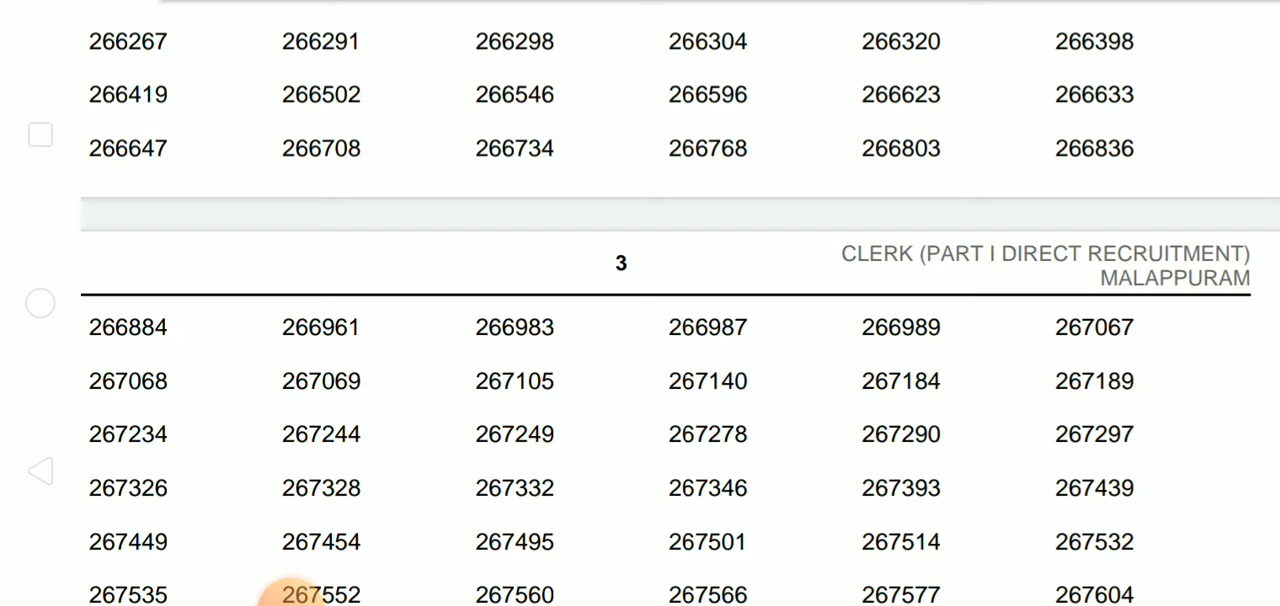 266267 266291 266298 266304 266320 266398
266419 266502 266546 266596 266623 266633
266647 266708 266734 266768 266803 266836
3
CLERK (PART I DIRECT RECRUITMENT)
MALAPPURAM
266884 266961 266983 266987 266989 267067
267068 267069 267105 267140 267184 267189
267234 267244 267249 267278 267290 267297
267326 267328 267332 267346 267393 267439
267449 267454 267495 267501 267514 267532
267535 267552 267560 267566 267577 267604